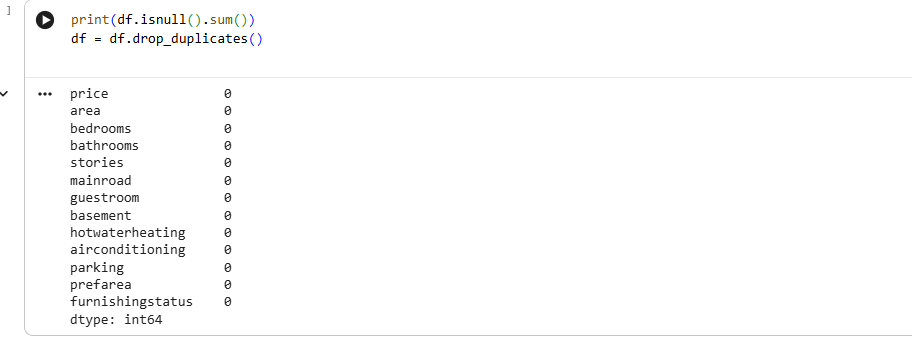 ]
print(df.isnull().sum())
df = df.drop_duplicates()
price 0
area 0
bedrooms 0
bathrooms 0
stories 0
mainroad 0
guestroom 0
basement 0
hotwaterheating 0
airconditioning 0
parking 0
prefarea 0
furnishingstatus 0
dtype: int64